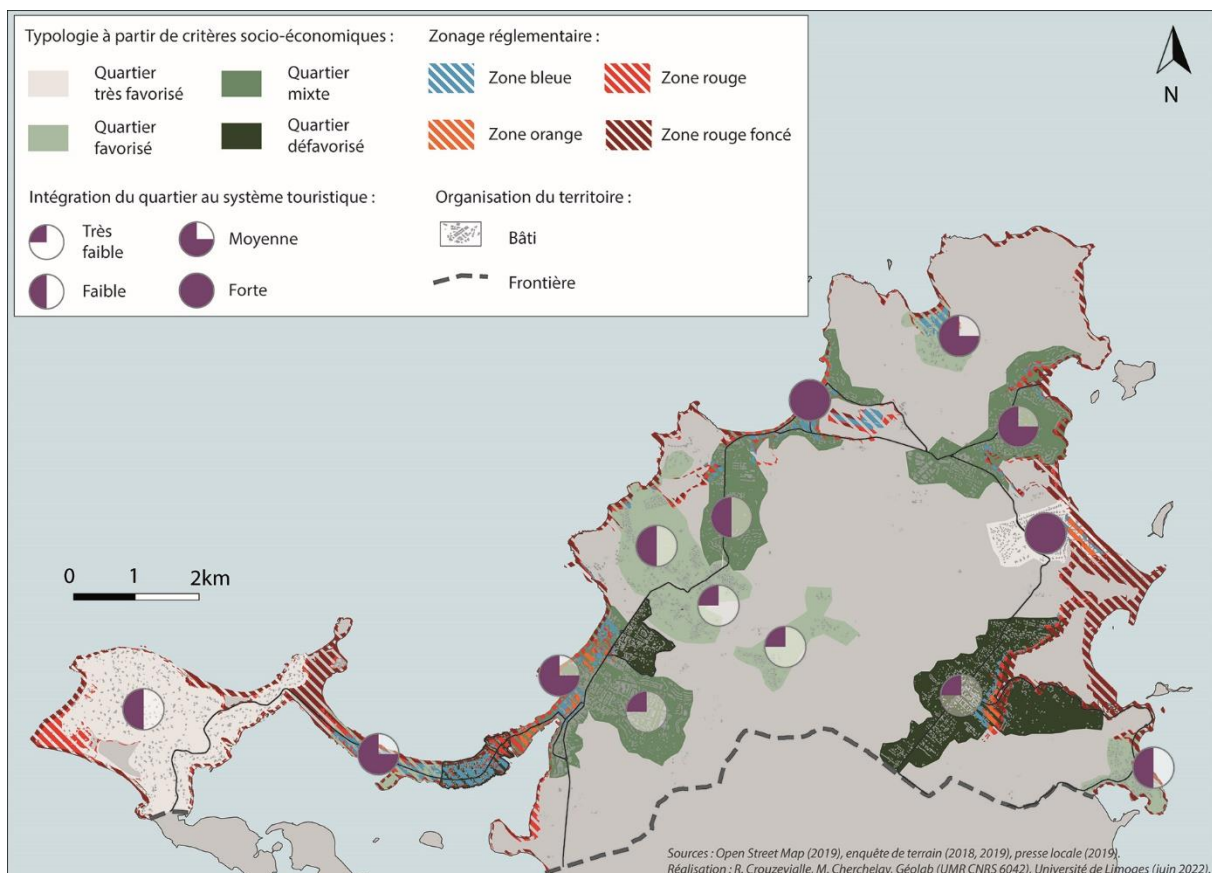 Typologie à partir de critères socio-économiques :
Quartier
très favorisé
Quartier
mixte
Quartier
favorisé
Quartier
défavorisé
Zonage réglementaire :
Zone bleue
Zone rouge
Zone orange
Zone rouge foncé
Intégration du quartier au système touristique :
Très
faible
Moyenne
Faible
Forte
Organisation du territoire :
Bâti
Frontière
N
0 1 2km
Sources : Open Street Map (2019), enquête de terrain (2018, 2019), presse locale (2019).
Réalisation : R. Crouzevialle, M. Cherchelay, Géolab (UMR CNRS 6042), Université de Limoges (juin 2022).